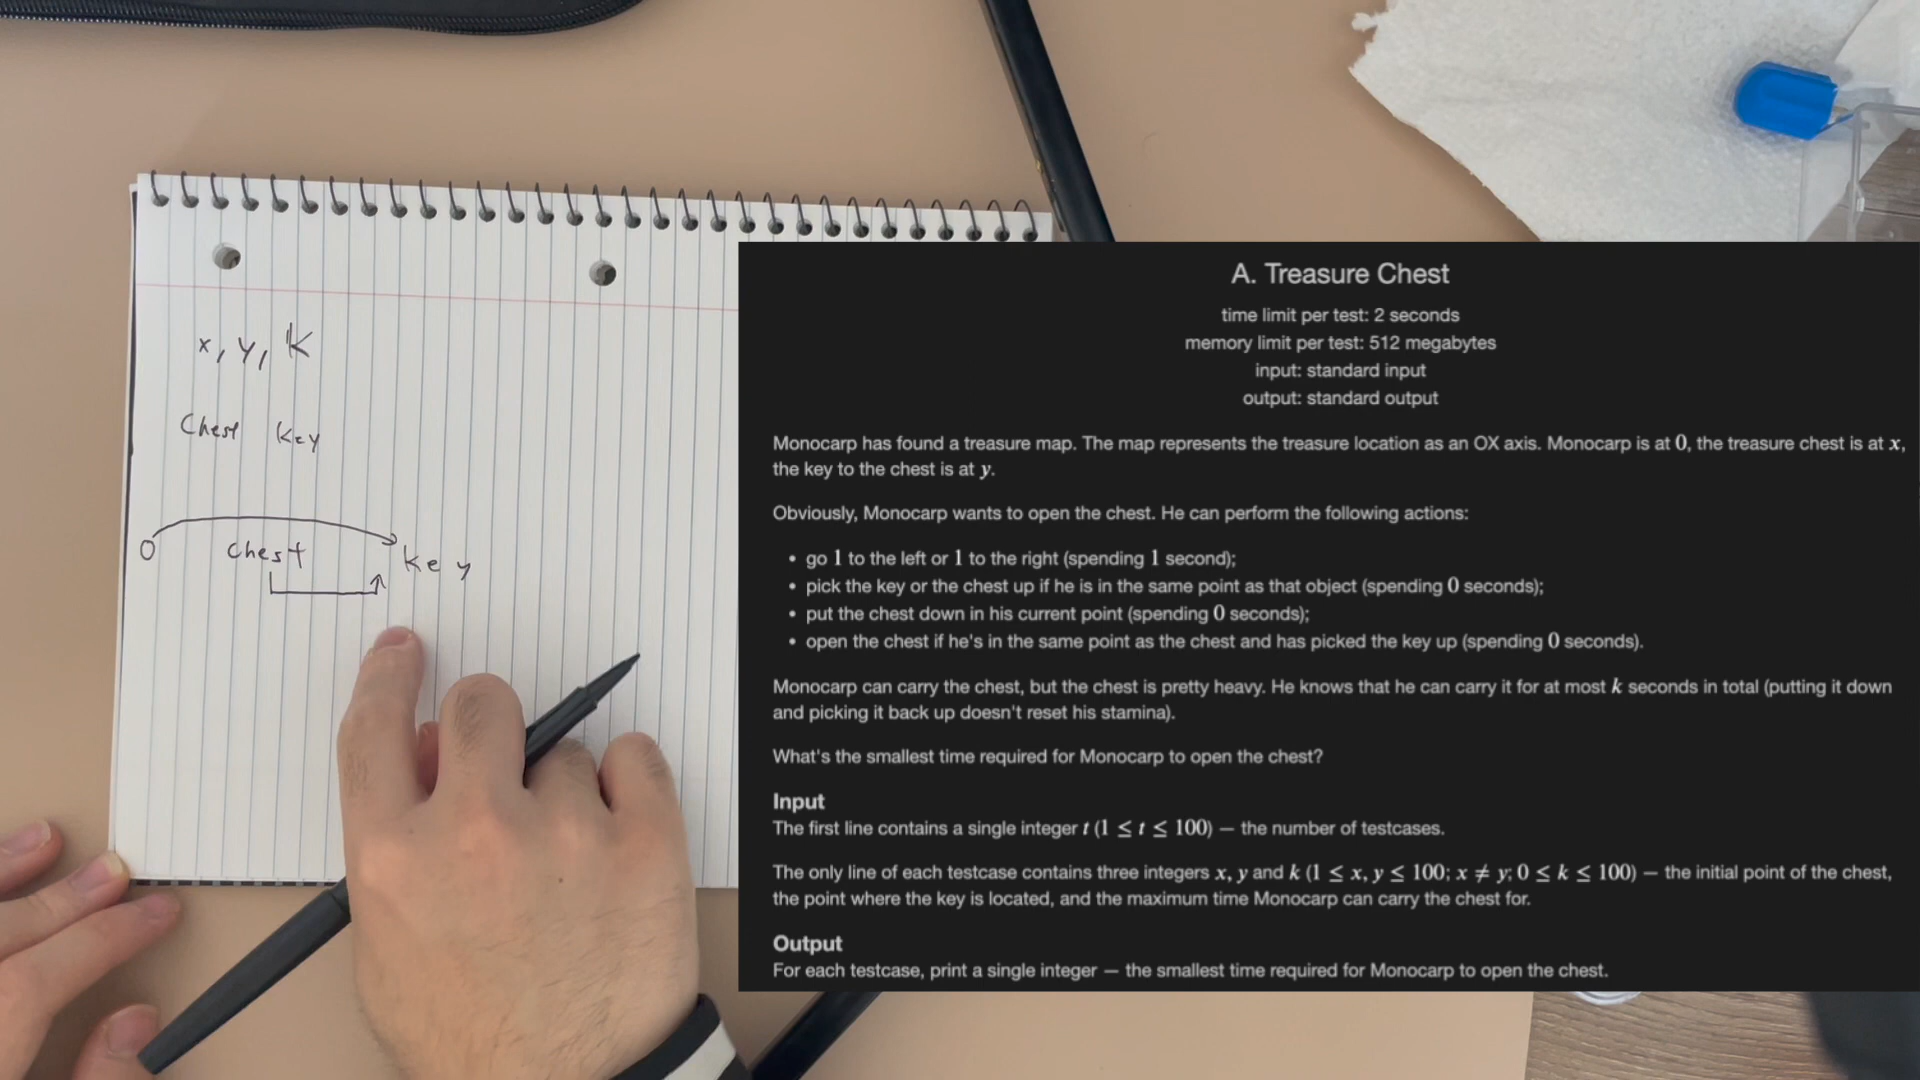 x, y, K
Chest Key
0 chest key
A. Treasure Chest
time limit per test: 2 seconds
memory limit per test: 512 megabytes
input: standard input
output: standard output
Monocarp has found a treasure map. The map represents the treasure location as an OX axis. Monocarp is at 0, the treasure chest is at x,
the key to the chest is at y.
Obviously, Monocarp wants to open the chest. He can perform the following actions:
• go 1 to the left or 1 to the right (spending 1 second);
• pick the key or the chest up if he is in the same point as that object (spending 0 seconds);
• put the chest down in his current point (spending 0 seconds);
• open the chest if he's in the same point as the chest and has picked the key up (spending 0 seconds).
Monocarp can carry the chest, but the chest is pretty heavy. He knows that he can carry it for at most k seconds in total (putting it down
and picking it back up doesn't reset his stamina).
What's the smallest time required for Monocarp to open the chest?
Input
The first line contains a single integer t (1 ≤ t ≤ 100) — the number of testcases.
The only line of each testcase contains three integers x, y and k (1 ≤ x, y ≤ 100; x ≠ y; 0 ≤ k ≤ 100) — the initial point of the chest,
the point where the key is located, and the maximum time Monocarp can carry the chest for.
Output
For each testcase, print a single integer — the smallest time required for Monocarp to open the chest.